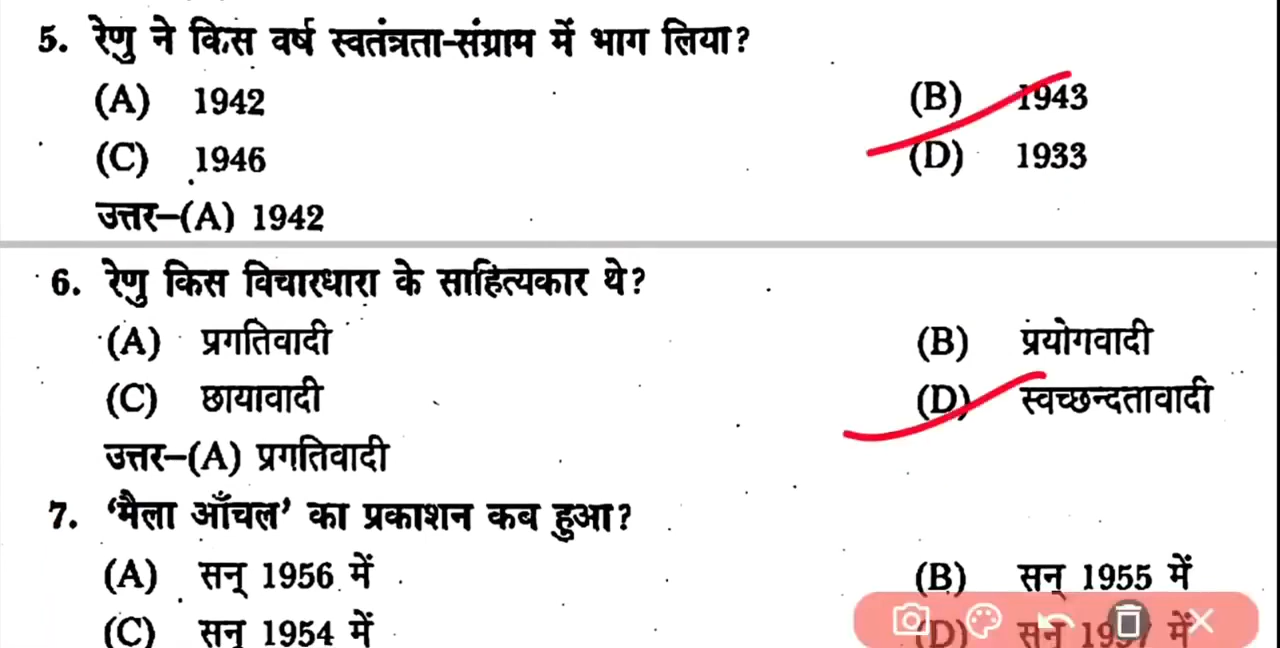 5. रेणु ने किस वर्ष स्वतंत्रता-संग्राम में भाग लिया?
(A) 1942 (B) 1943
(C) 1946 (D) 1933
उत्तर–(A) 1942
6. रेणु किस विचारधारा के साहित्यकार थे?
(A) प्रगतिवादी (B) प्रयोगवादी
(C) छायावादी (D) स्वच्छन्दतावादी
उत्तर–(A) प्रगतिवादी
7. ‘मैला आँचल’ का प्रकाशन कब हुआ?
(A) सन् 1956 में (B) सन् 1955 में
(C) सन् 1954 में (D) सन् में